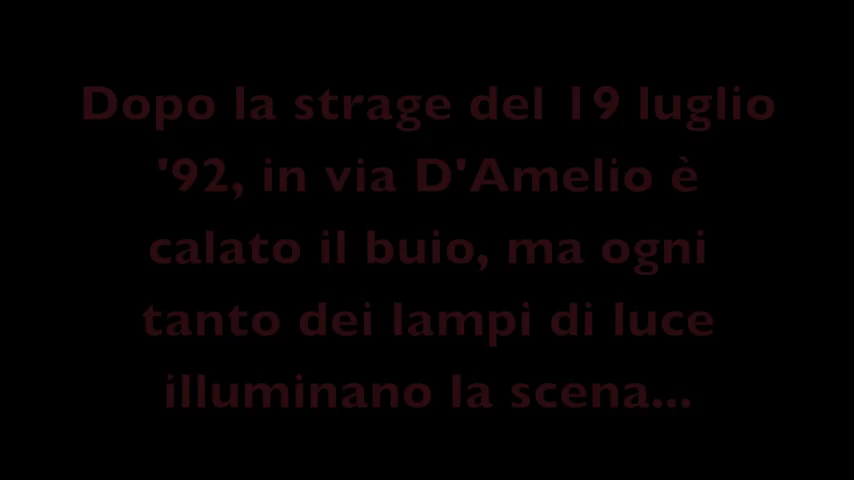 Dopo la strage del 19 luglio
'92, in via D'Amelio è
calato il buio, ma ogni
tanto dei lampi di luce
illuminano la scena...